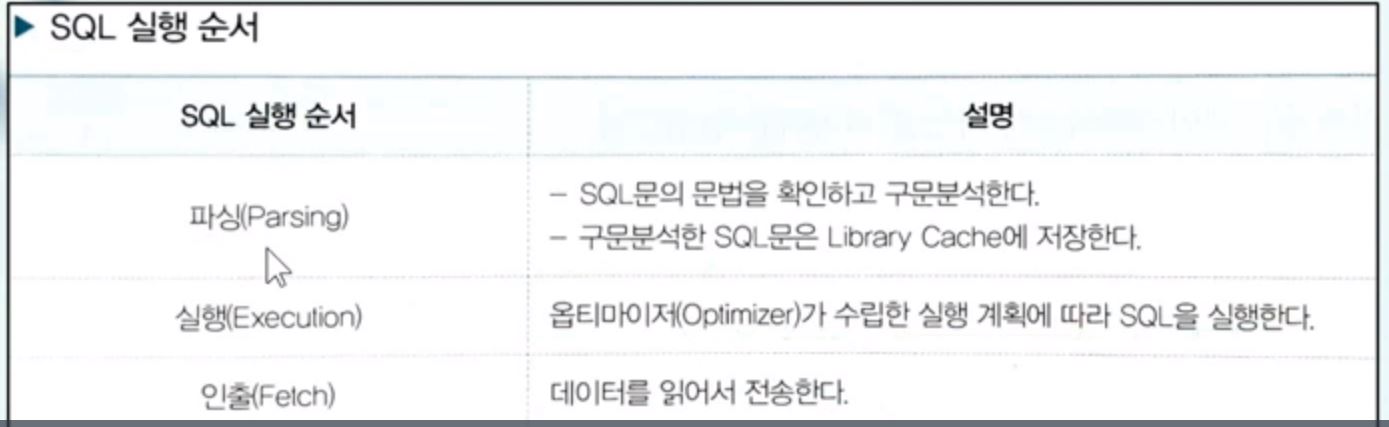 ▶ SQL 실행 순서
SQL 실행 순서
설명
파싱(Parsing)
– SQL문의 문법을 확인하고 구문분석한다.
– 구문분석한 SQL문은 Library Cache에 저장한다.
실행(Execution)
옵티마이저(Optimizer)가 수립한 실행 계획에 따라 SQL을 실행한다.
인출(Fetch)
데이터를 읽어서 전송한다.